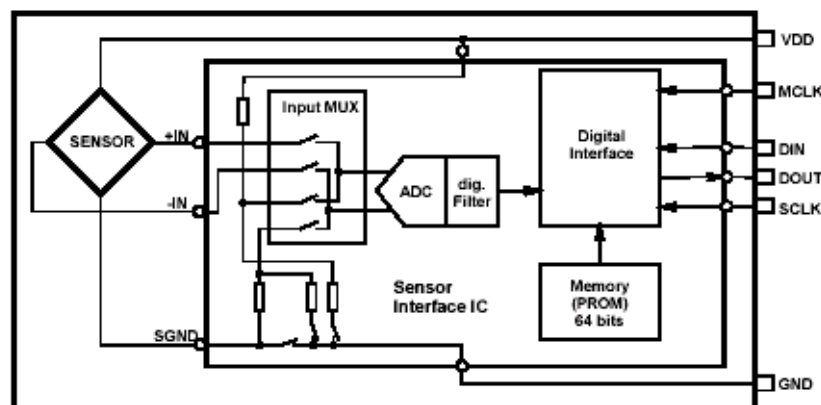 VDD
MCLK
Input MUX
SENSOR
+IN
Digital
Interface
DIN
DOUT
SCLK
ADC
dig.
Filter
-IN
Sensor
Interface IC
Memory
(PROM)
64 bits
SGND
GND